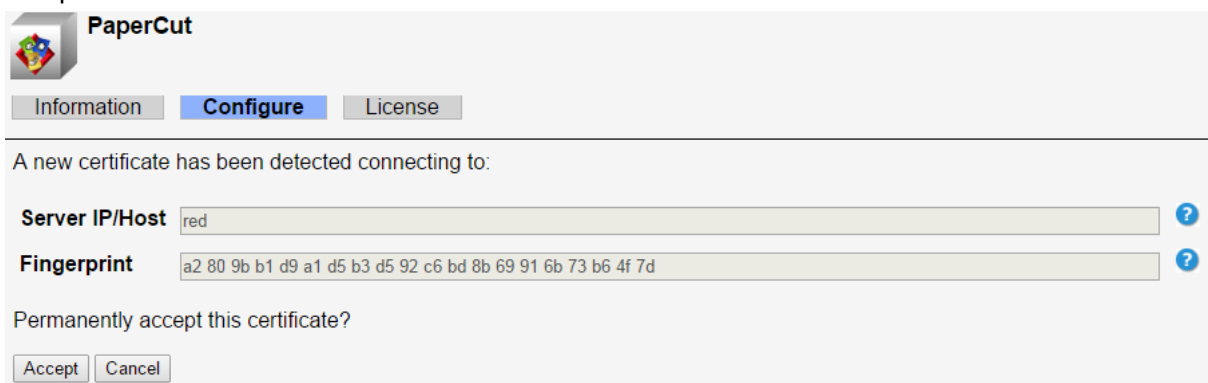 PaperCut
Information Configure License
A new certificate has been detected connecting to:
Server IP/Host red ?
Fingerprint a2 80 9b b1 d9 a1 d5 b3 d5 92 c6 bd 8b 69 91 6b 73 b6 4f 7d ?
Permanently accept this certificate?
Accept Cancel